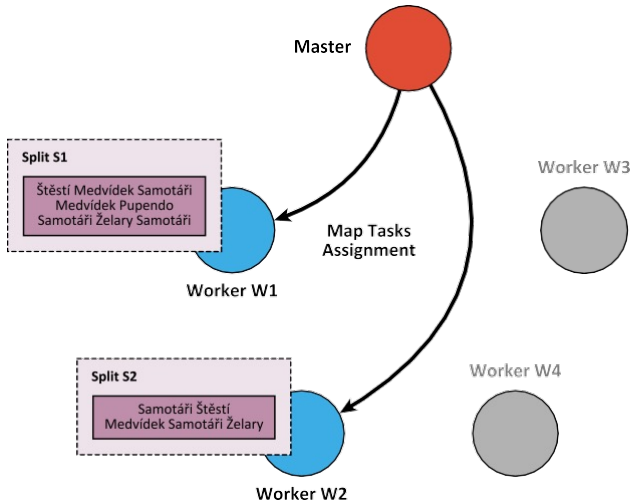 Master
Split S1
Štěstí Medvídek Samotáři
Medvídek Pupendo
Samotáři Želary Samotáři
Worker W1
Map Tasks
Assignment
Worker W3
Split S2
Samotáři Štěstí
Medvídek Samotáři Želary
Worker W2
Worker W4